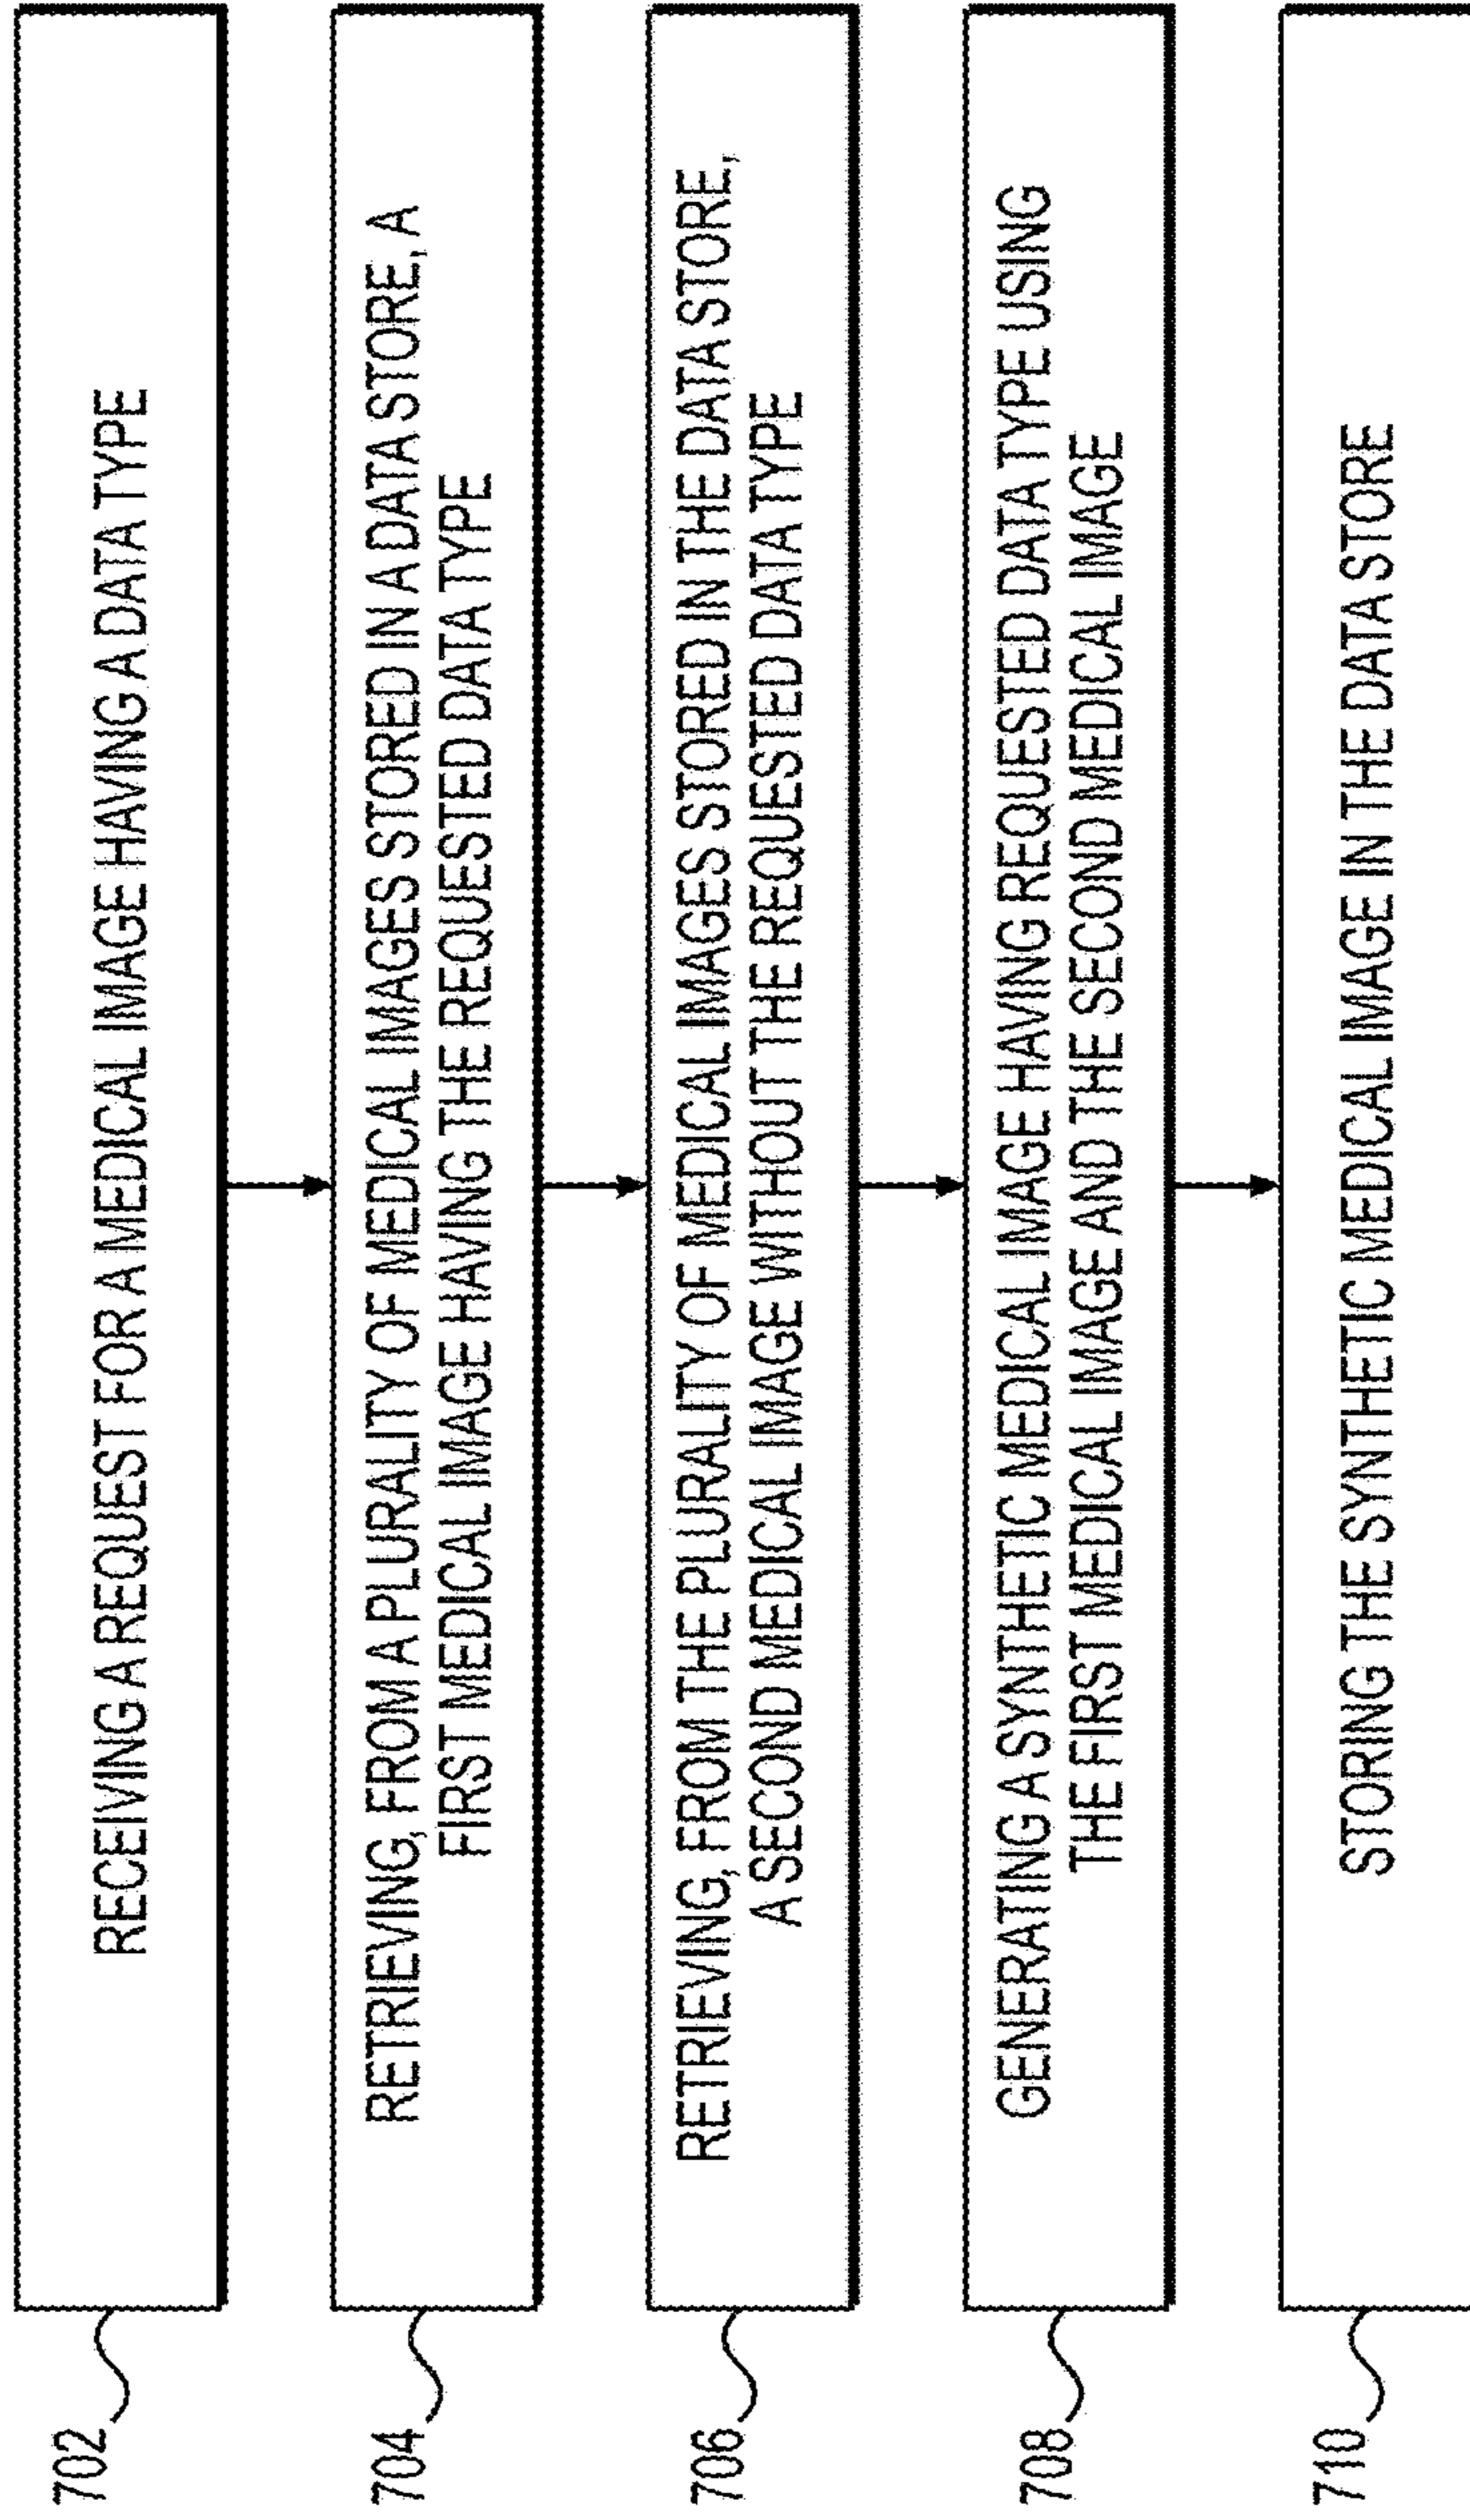 702
RECEIVING A REQUEST FOR A MEDICAL IMAGE HAVING A DATA TYPE
704
RETRIEVING, FROM A PLURALITY OF MEDICAL IMAGES STORED IN A DATA STORE, A
FIRST MEDICAL IMAGE HAVING THE REQUESTED DATA TYPE
706
RETRIEVING, FROM THE PLURALITY OF MEDICAL IMAGES STORED IN THE DATA STORE,
A SECOND MEDICAL IMAGE WITHOUT THE REQUESTED DATA TYPE
708
GENERATING A SYNTHETIC MEDICAL IMAGE HAVING REQUESTED DATA TYPE USING
THE FIRST MEDICAL IMAGE AND THE SECOND MEDICAL IMAGE
710
STORING THE SYNTHETIC MEDICAL IMAGE IN THE DATA STORE